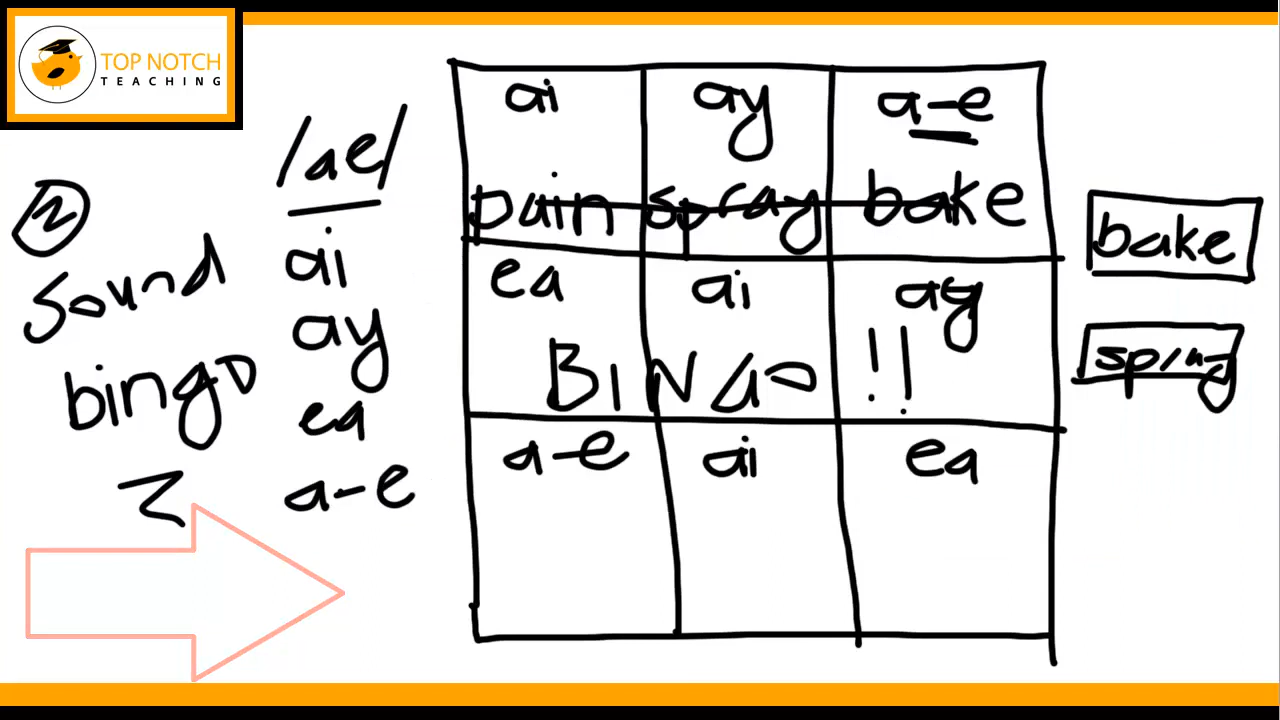 TOP NOTCH
TEACHING
2
Sound
bingo
/ae/
ai
ay
ea
a-e
ai ay a-e
pain spray bake
ea ai ay
BINGO!!
a-e ai ea
bake